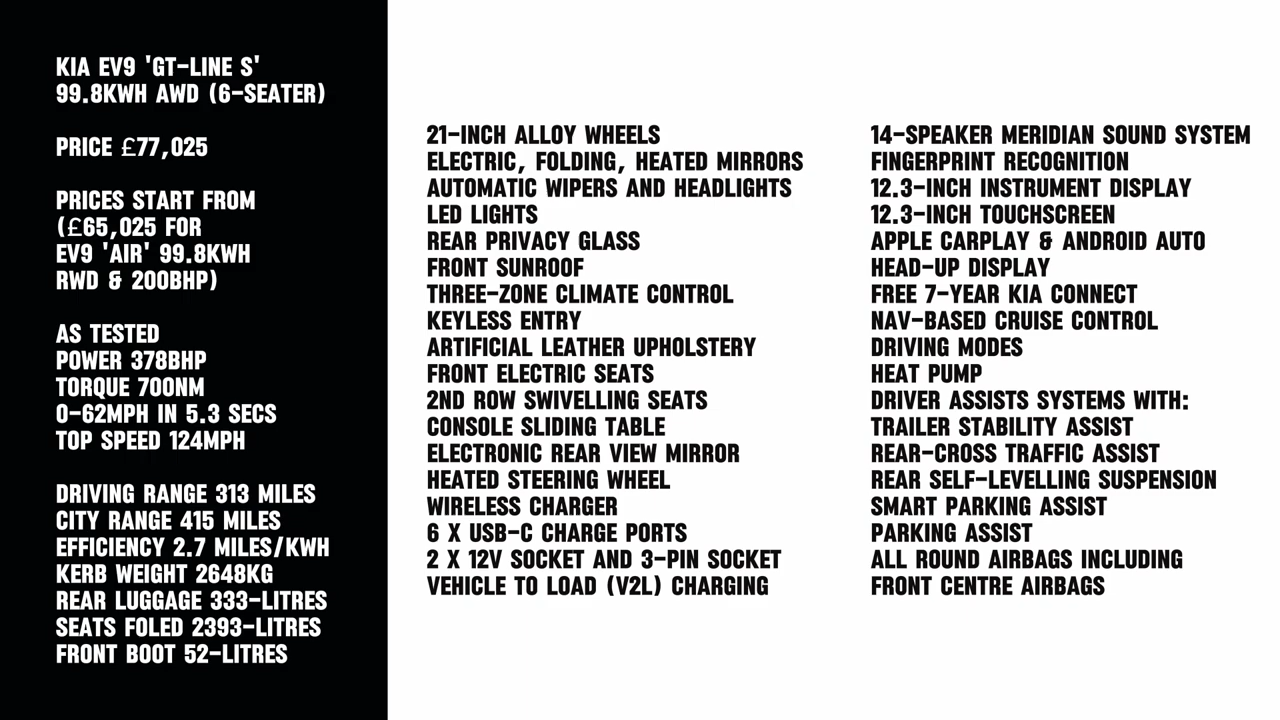 KIA EV9 'GT-LINE S'
99.8KWH AWD (6-SEATER)
PRICE £77,025
PRICES START FROM
(£65,025 FOR
EV9 'AIR' 99.8KWH
RWD & 200BHP)
AS TESTED
POWER 378BHP
TORQUE 700NM
0-62MPH IN 5.3 SECS
TOP SPEED 124MPH
DRIVING RANGE 313 MILES
CITY RANGE 415 MILES
EFFICIENCY 2.7 MILES/KWH
KERB WEIGHT 2648KG
REAR LUGGAGE 333-LITRES
SEATS FOLED 2393-LITRES
FRONT BOOT 52-LITRES
21-INCH ALLOY WHEELS
ELECTRIC, FOLDING, HEATED MIRRORS
AUTOMATIC WIPERS AND HEADLIGHTS
LED LIGHTS
REAR PRIVACY GLASS
FRONT SUNROOF
THREE-ZONE CLIMATE CONTROL
KEYLESS ENTRY
ARTIFICIAL LEATHER UPHOLSTERY
FRONT ELECTRIC SEATS
2ND ROW SWIVELLING SEATS
CONSOLE SLIDING TABLE
ELECTRONIC REAR VIEW MIRROR
HEATED STEERING WHEEL
WIRELESS CHARGER
6 X USB-C CHARGE PORTS
2 X 12V SOCKET AND 3-PIN SOCKET
VEHICLE TO LOAD (V2L) CHARGING
14-SPEAKER MERIDIAN SOUND SYSTEM
FINGERPRINT RECOGNITION
12.3-INCH INSTRUMENT DISPLAY
12.3-INCH TOUCHSCREEN
APPLE CARPLAY & ANDROID AUTO
HEAD-UP DISPLAY
FREE 7-YEAR KIA CONNECT
NAV-BASED CRUISE CONTROL
DRIVING MODES
HEAT PUMP
DRIVER ASSISTS SYSTEMS WITH:
TRAILER STABILITY ASSIST
REAR-CROSS TRAFFIC ASSIST
REAR SELF-LEVELLING SUSPENSION
SMART PARKING ASSIST
PARKING ASSIST
ALL ROUND AIRBAGS INCLUDING
FRONT CENTRE AIRBAGS